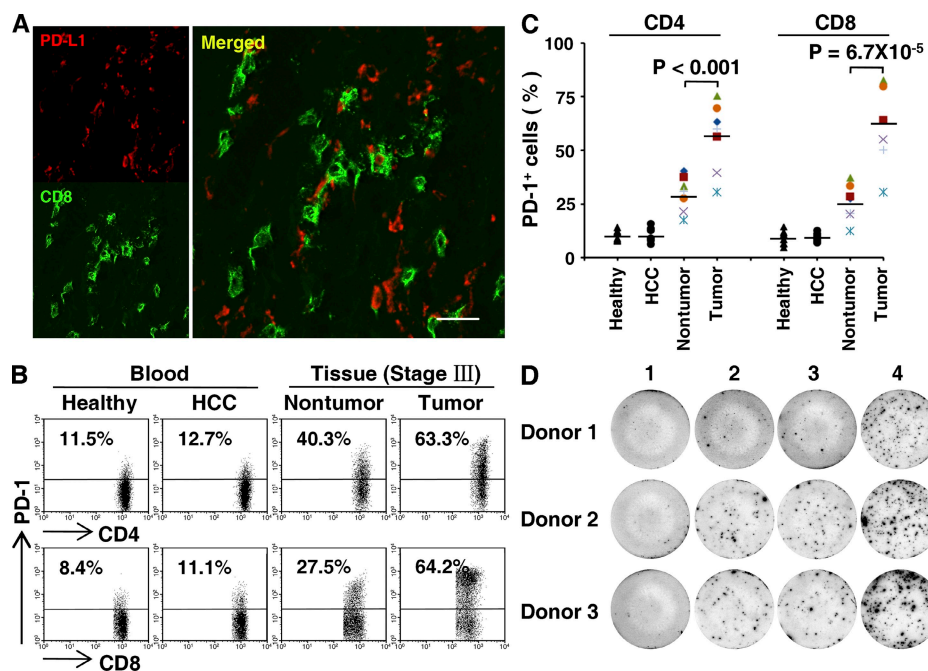 A
PD-L1
Merged
CD8
C
CD4 CD8
100
75
50
25
0
PD-1⁺ cells ( % )
P < 0.001
P = 6.7X10⁻⁵
Healthy
HCC
Nontumor
Tumor
Healthy
HCC
Nontumor
Tumor
B
Blood Tissue (Stage III)
Healthy HCC Nontumor Tumor
11.5% 12.7% 40.3% 63.3%
PD-1
CD4
8.4% 11.1% 27.5% 64.2%
CD8
D
1 2 3 4
Donor 1
Donor 2
Donor 3